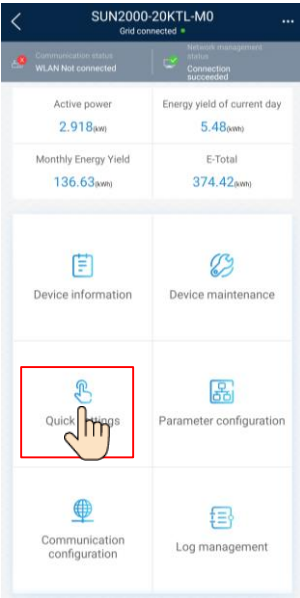 SUN2000-20KTL-M0
Grid connected
Communication status
WLAN Not connected
Network management
status
Connection
succeeded
Active power
2.918(kW)
Energy yield of current day
5.48(kWh)
Monthly Energy Yield
136.63(kWh)
E-Total
374.42(kWh)
Device information
Device maintenance
Quick Settings
Parameter configuration
Communication
configuration
Log management